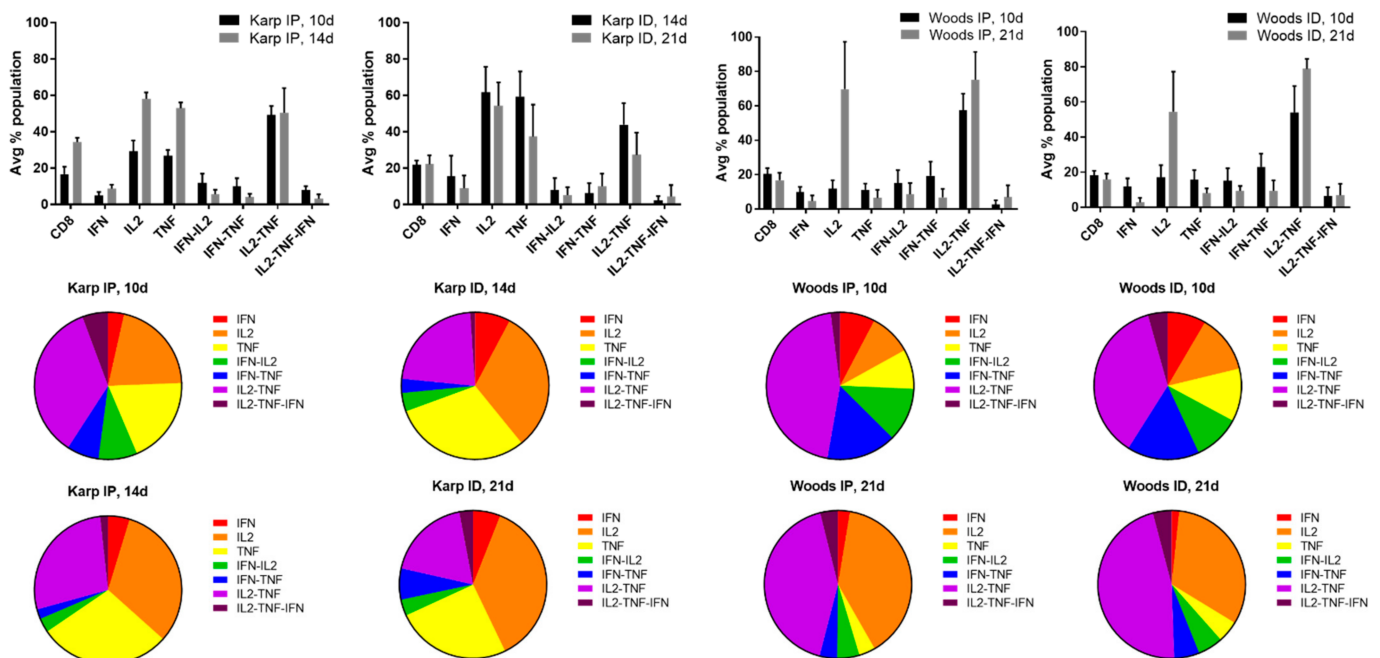 Karp IP, 10d
Karp IP, 14d
Avg % population
100
80
60
40
20
0
CD8
IFN
IL2
TNF
IFN-IL2
IFN-TNF
IL2-TNF
IL2-TNF-IFN
Karp ID, 14d
Karp ID, 21d
Avg % population
100
80
60
40
20
0
CD8
IFN
IL2
TNF
IFN-IL2
IFN-TNF
IL2-TNF
IL2-TNF-IFN
Woods IP, 10d
Woods IP, 21d
Avg % population
100
80
60
40
20
0
CD8
IFN
IL2
TNF
IFN-IL2
IFN-TNF
IL2-TNF
IL2-TNF-IFN
Woods ID, 10d
Woods ID, 21d
Avg % population
100
80
60
40
20
0
CD8
IFN
IL2
TNF
IFN-IL2
IFN-TNF
IL2-TNF
IL2-TNF-IFN
Karp IP, 10d
IFN
IL2
TNF
IFN-IL2
IFN-TNF
IL2-TNF
IL2-TNF-IFN
Karp ID, 14d
IFN
IL2
TNF
IFN-IL2
IFN-TNF
IL2-TNF
IL2-TNF-IFN
Woods IP, 10d
IFN
IL2
TNF
IFN-IL2
IFN-TNF
IL2-TNF
IL2-TNF-IFN
Woods ID, 10d
IFN
IL2
TNF
IFN-IL2
IFN-TNF
IL2-TNF
IL2-TNF-IFN
Karp IP, 14d
IFN
IL2
TNF
IFN-IL2
IFN-TNF
IL2-TNF
IL2-TNF-IFN
Karp ID, 21d
IFN
IL2
TNF
IFN-IL2
IFN-TNF
IL2-TNF
IL2-TNF-IFN
Woods IP, 21d
IFN
IL2
TNF
IFN-IL2
IFN-TNF
IL2-TNF
IL2-TNF-IFN
Woods ID, 21d
IFN
IL2
TNF
IFN-IL2
IFN-TNF
IL2-TNF
IL2-TNF-IFN